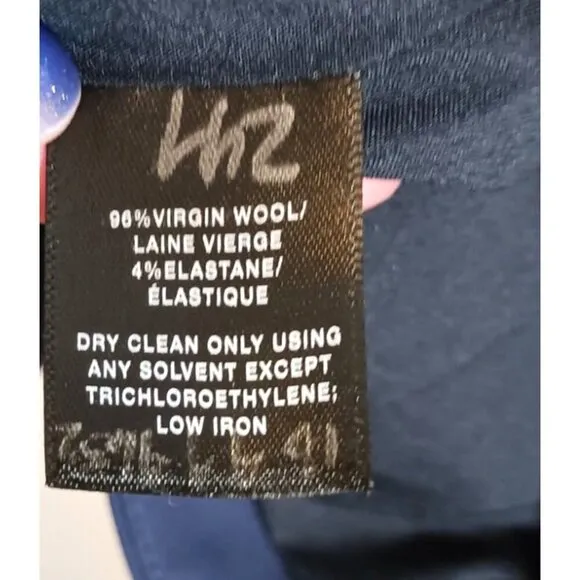 96% VIRGIN WOOL/
LAINE VIERGE
4% ELASTANE/
ÉLASTIQUE
DRY CLEAN ONLY USING
ANY SOLVENT EXCEPT
TRICHLOROETHYLENE;
LOW IRON